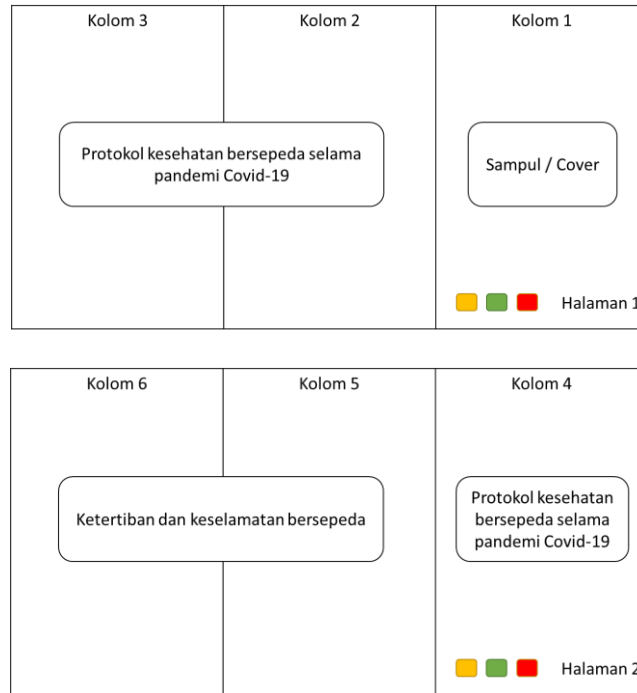 Kolom 3
Kolom 2
Kolom 1
Protokol kesehatan bersepeda selama
pandemi Covid-19
Sampul / Cover
Halaman 1
Kolom 6
Kolom 5
Kolom 4
Ketertiban dan keselamatan bersepeda
Protokol kesehatan
bersepeda selama
pandemi Covid-19
Halaman 2